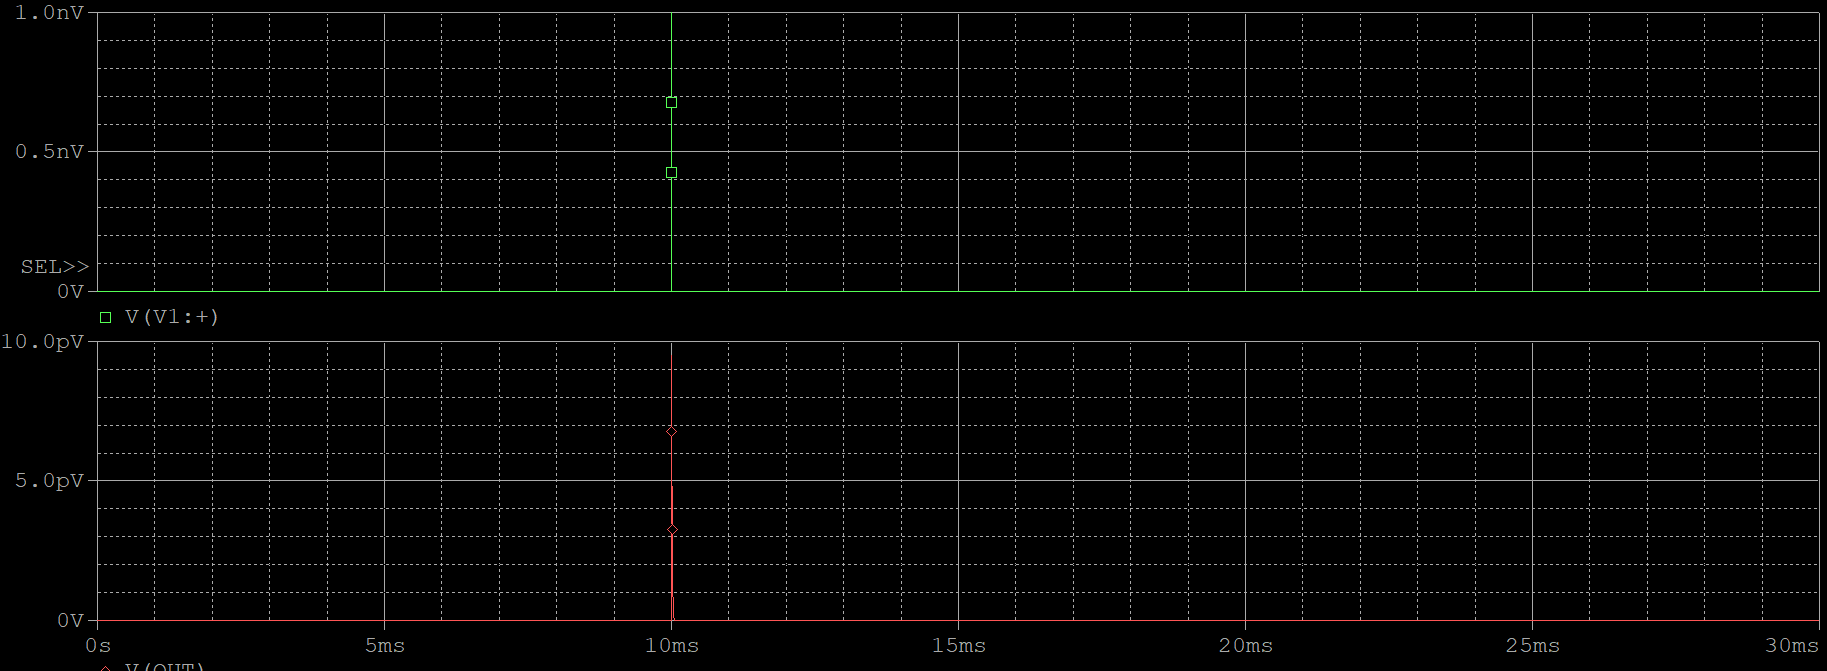 1.0nV
0.5nV
SEL>>
0V
V(V1:+)
10.0pV
5.0pV
0V
0s 5ms 10ms 15ms 20ms 25ms 30ms
V(OUT)